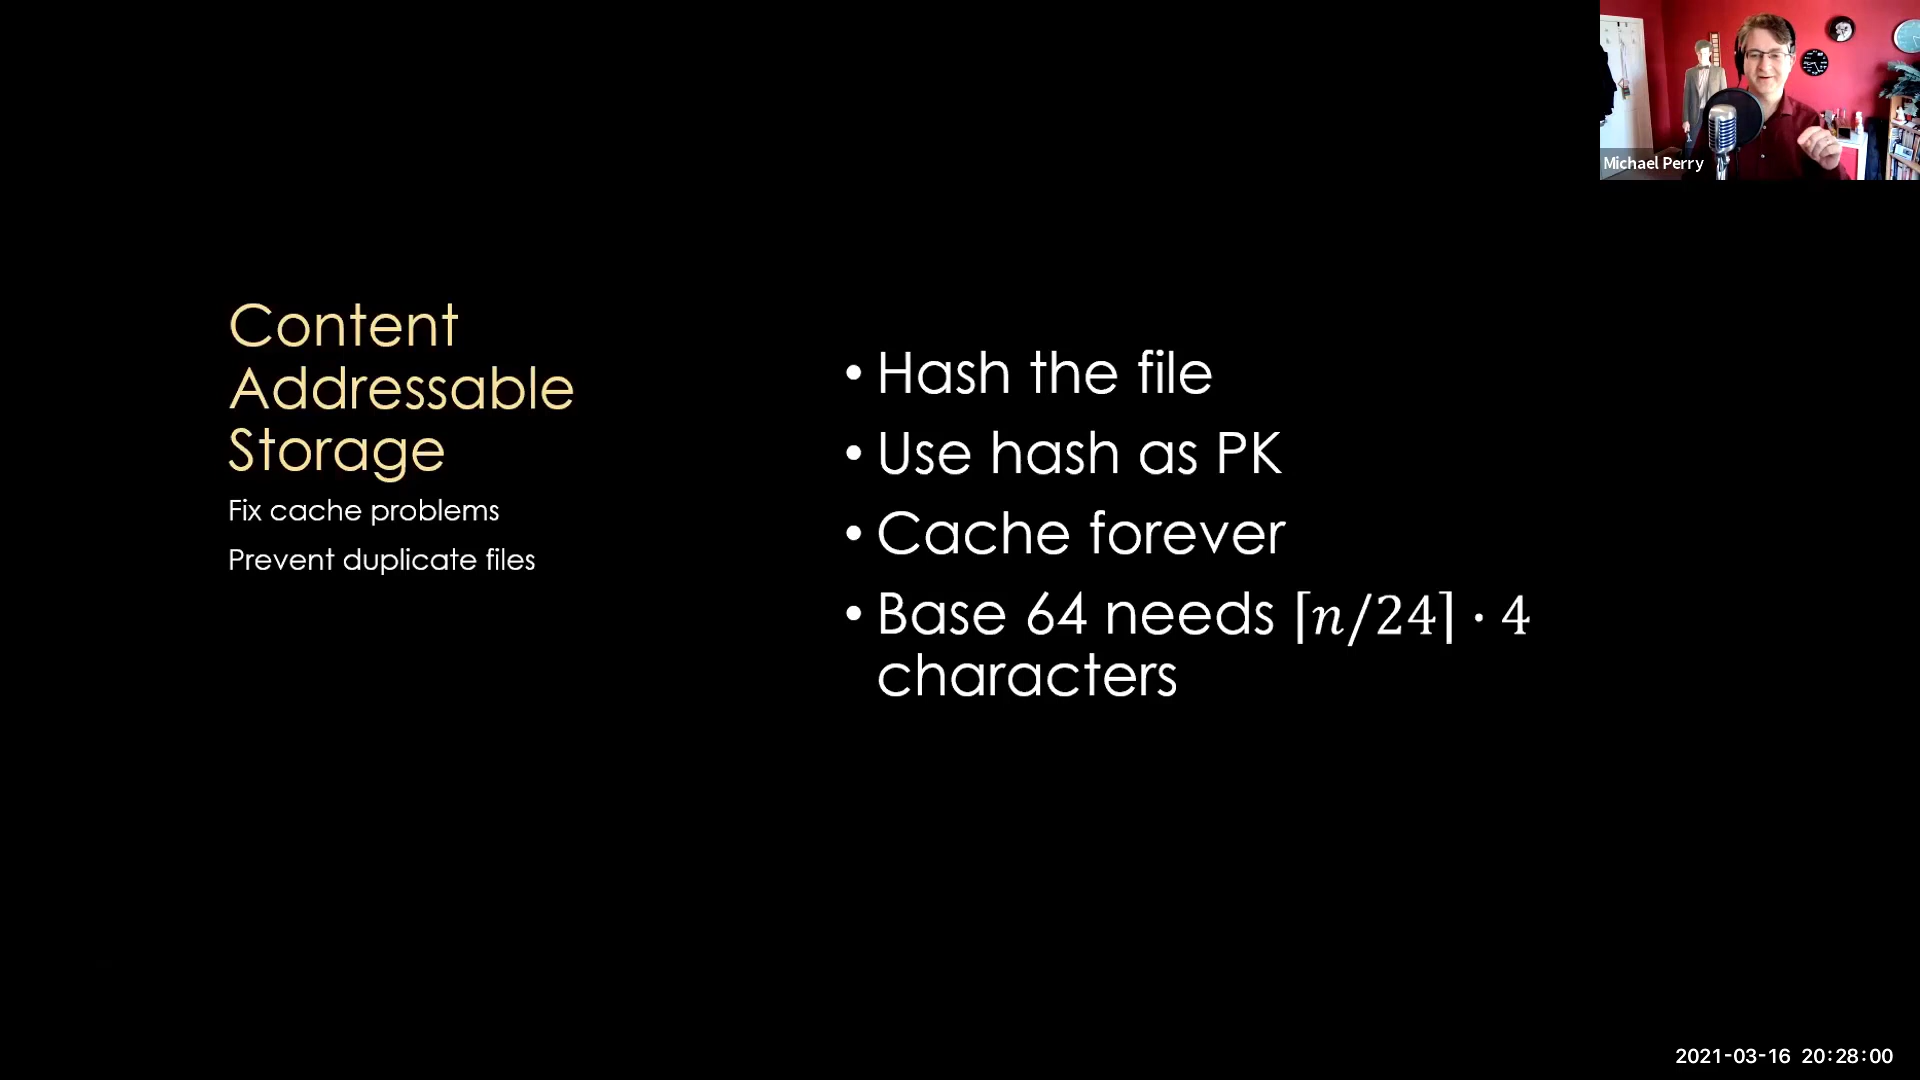 Michael Perry
Content
Addressable
Storage
Fix cache problems
Prevent duplicate files
• Hash the file
• Use hash as PK
• Cache forever
• Base 64 needs ⌈n/24⌉ · 4
characters
2021-03-16 20:28:00